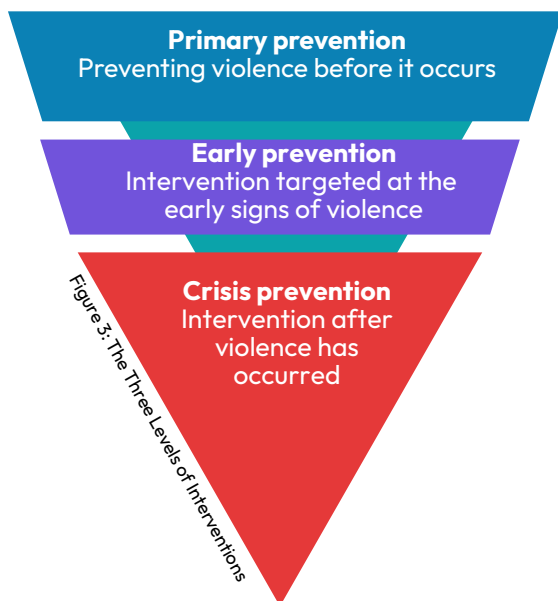 Primary prevention
Preventing violence before it occurs
Early prevention
Intervention targeted at the
early signs of violence
Crisis prevention
Intervention after
violence has
occurred
Figure 3: The Three Levels of Interventions